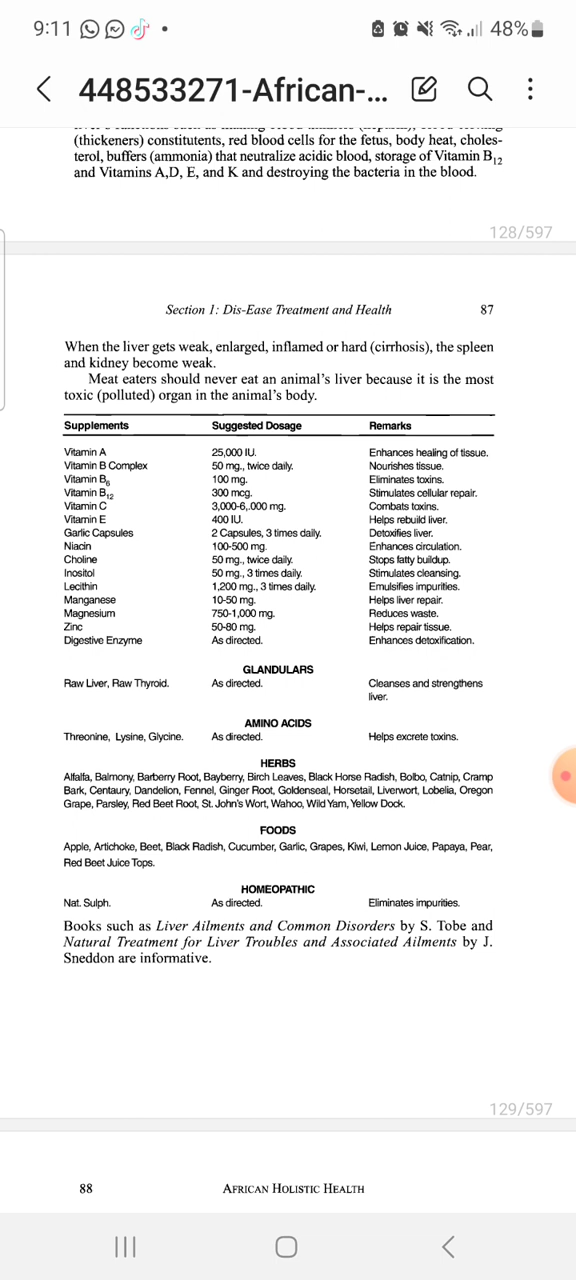 9:11
48%
448533271-African-...
(thickeners) constitutents, red blood cells for the fetus, body heat, choles-
terol, buffers (ammonia) that neutralize acidic blood, storage of Vitamin B12
and Vitamins A,D, E, and K and destroying the bacteria in the blood.
128/597
Section 1: Dis-Ease Treatment and Health 87
When the liver gets weak, enlarged, inflamed or hard (cirrhosis), the spleen
and kidney become weak.
Meat eaters should never eat an animal's liver because it is the most
toxic (polluted) organ in the animal's body.
Supplements Suggested Dosage Remarks
Vitamin A 25,000 IU. Enhances healing of tissue.
Vitamin B Complex 50 mg., twice daily. Nourishes tissue.
Vitamin B6 100 mg. Eliminates toxins.
Vitamin B12 300 mcg. Stimulates cellular repair.
Vitamin C 3,000-6,.000 mg. Combats toxins.
Vitamin E 400 IU. Helps rebuild liver.
Garlic Capsules 2 Capsules, 3 times daily. Detoxifies liver.
Niacin 100-500 mg. Enhances circulation.
Choline 50 mg., twice daily. Stops fatty buildup.
Inositol 50 mg., 3 times daily. Stimulates cleansing.
Lecithin 1,200 mg., 3 times daily. Emulsifies impurities.
Manganese 10-50 mg. Helps liver repair.
Magnesium 750-1,000 mg. Reduces waste.
Zinc 50-80 mg. Helps repair tissue.
Digestive Enzyme As directed. Enhances detoxification.
GLANDULARS
Raw Liver, Raw Thyroid. As directed. Cleanses and strengthens
liver.
AMINO ACIDS
Threonine, Lysine, Glycine. As directed. Helps excrete toxins.
HERBS
Alfalfa, Balmony, Barberry Root, Bayberry, Birch Leaves, Black Horse Radish, Bolbo, Catnip, Cramp
Bark, Centaury, Dandelion, Fennel, Ginger Root, Goldenseal, Horsetail, Liverwort, Lobelia, Oregon
Grape, Parsley, Red Beet Root, St. John's Wort, Wahoo, Wild Yam, Yellow Dock.
FOODS
Apple, Artichoke, Beet, Black Radish, Cucumber, Garlic, Grapes, Kiwi, Lemon Juice, Papaya, Pear,
Red Beet Juice Tops.
HOMEOPATHIC
Nat. Sulph. As directed. Eliminates impurities.
Books such as Liver Ailments and Common Disorders by S. Tobe and
Natural Treatment for Liver Troubles and Associated Ailments by J.
Sneddon are informative.
129/597
88 AFRICAN HOLISTIC HEALTH